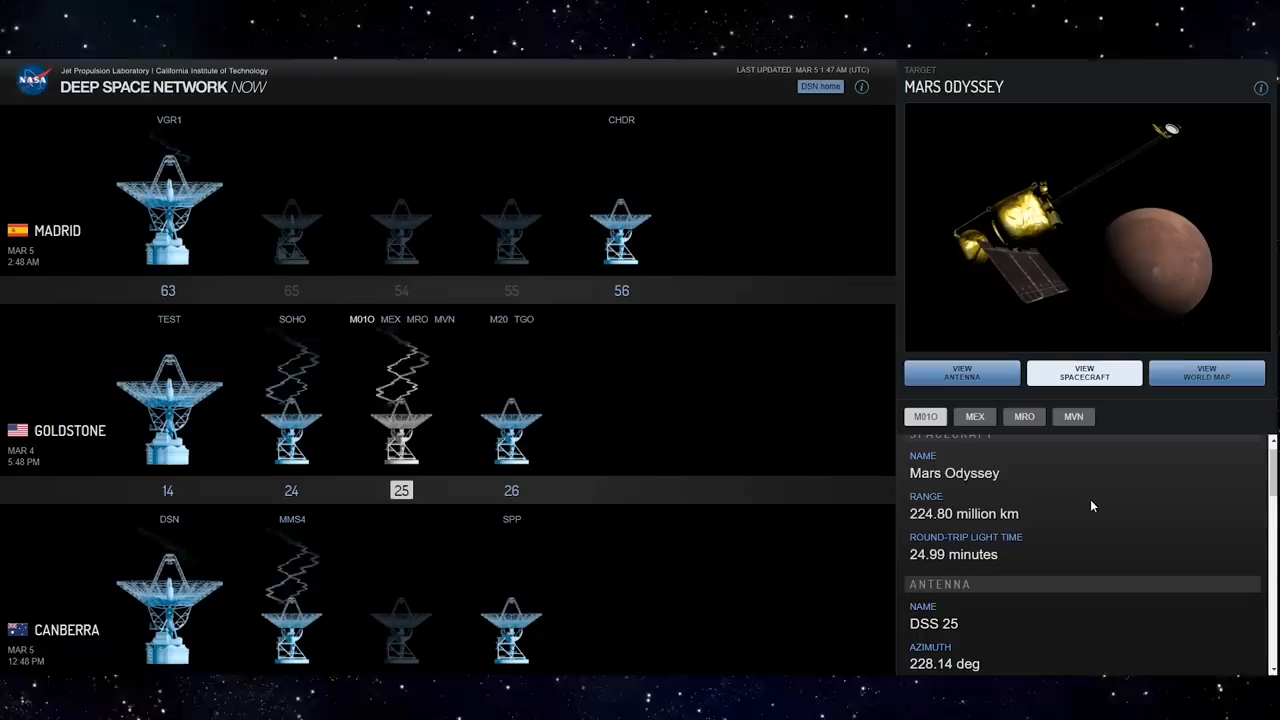 NASA
Jet Propulsion Laboratory | California Institute of Technology
DEEP SPACE NETWORK NOW
LAST UPDATED: MAR 5 1:47 AM (UTC)
DSN home
i
VGR1
CHDR
MADRID
MAR 5
2:48 AM
63 65 54 55 56
TEST
SOHO
M01O MEX MRO MVN
M20 TGO
GOLDSTONE
MAR 4
5:48 PM
14 24 25 26
DSN
MMS4
SPP
CANBERRA
MAR 5
12:48 PM
TARGET
MARS ODYSSEY
i
VIEW
ANTENNA
VIEW
SPACECRAFT
VIEW
WORLD MAP
M01O MEX MRO MVN
SPACECRAFT
NAME
Mars Odyssey
RANGE
224.80 million km
ROUND-TRIP LIGHT TIME
24.99 minutes
ANTENNA
NAME
DSS 25
AZIMUTH
228.14 deg